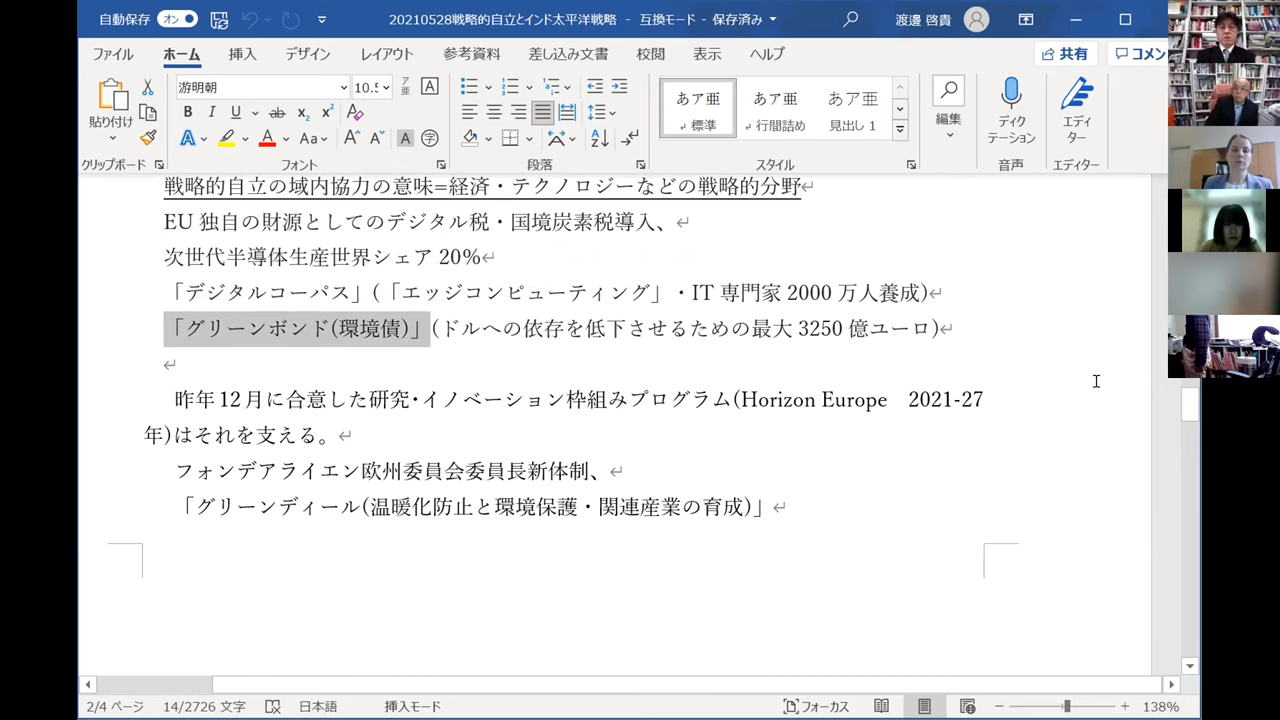 自動保存 オン 20210528戦略的自立とインド太平洋戦略 - 互換モード - 保存済み 渡邊 啓貴
ファイル ホーム 挿入 デザイン レイアウト 参考資料 差し込み文書 校閲 表示 ヘルプ 共有 コメン
貼り付け
游明朝 10.5
ア亜 A
B I U ab x₂ x² A
A A Aa A A A 字
あア亜 あア亜 あア亜
標準 行間詰め 見出し 1
編集
ディク
テーション
エディ
ター
クリップボード フォント 段落 スタイル 音声 エディター
戦略的自立の域内協力の意味=経済・テクノロジーなどの戦略的分野
EU 独自の財源としてのデジタル税・国境炭素税導入、
次世代半導体生産世界シェア 20%
「デジタルコーパス」(「エッジコンピューティング」・IT 専門家 2000 万人養成)
「グリーンボンド(環境債)」(ドルへの依存を低下させるための最大 3250 億ユーロ)
昨年 12 月に合意した研究・イノベーション枠組みプログラム(Horizon Europe 2021-27
年)はそれを支える。
フォンデアライエン欧州委員会委員長新体制、
「グリーンディール(温暖化防止と環境保護・関連産業の育成)」
2/4 ページ 14/2726 文字 日本語 挿入モード フォーカス 138%